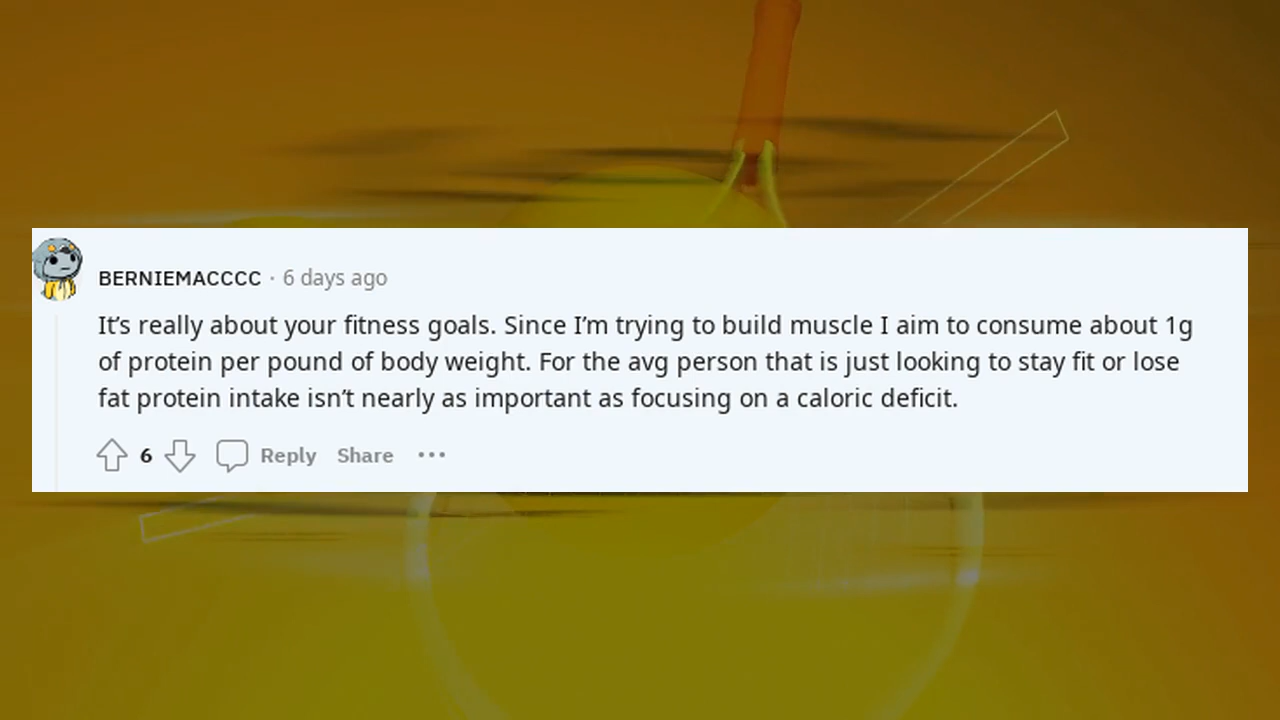 BERNIEMACCCC · 6 days ago
It's really about your fitness goals. Since I'm trying to build muscle I aim to consume about 1g
of protein per pound of body weight. For the avg person that is just looking to stay fit or lose
fat protein intake isn't nearly as important as focusing on a caloric deficit.
6 Reply Share ···